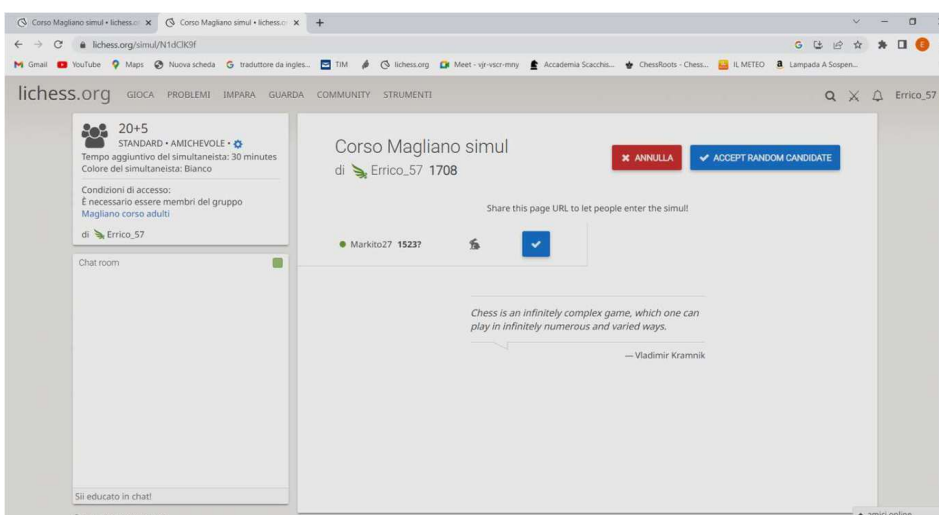 Corso Magliano simul • lichess.or
Corso Magliano simul • lichess.or
lichess.org/simul/N1dClK9f
Gmail YouTube Maps Nuova scheda traduttore da ingles... TIM lichess.org Meet - vjr-vscr-mny Accademia Scacchis... ChessRoots - Chess... IL METEO Lampada A Sospen...
lichess.org GIOCA PROBLEMI IMPARA GUARDA COMMUNITY STRUMENTI Errico_57
20+5
STANDARD • AMICHEVOLE •
Tempo aggiuntivo del simultaneista: 30 minutes
Colore del simultaneista: Bianco
Condizioni di accesso:
È necessario essere membri del gruppo
Magliano corso adulti
di Errico_57
Chat room
Sii educato in chat!
Corso Magliano simul
di Errico_57 1708
ANNULLA
ACCEPT RANDOM CANDIDATE
Share this page URL to let people enter the simul!
Markito27 1523?
Chess is an infinitely complex game, which one can
play in infinitely numerous and varied ways.
— Vladimir Kramnik
amici online